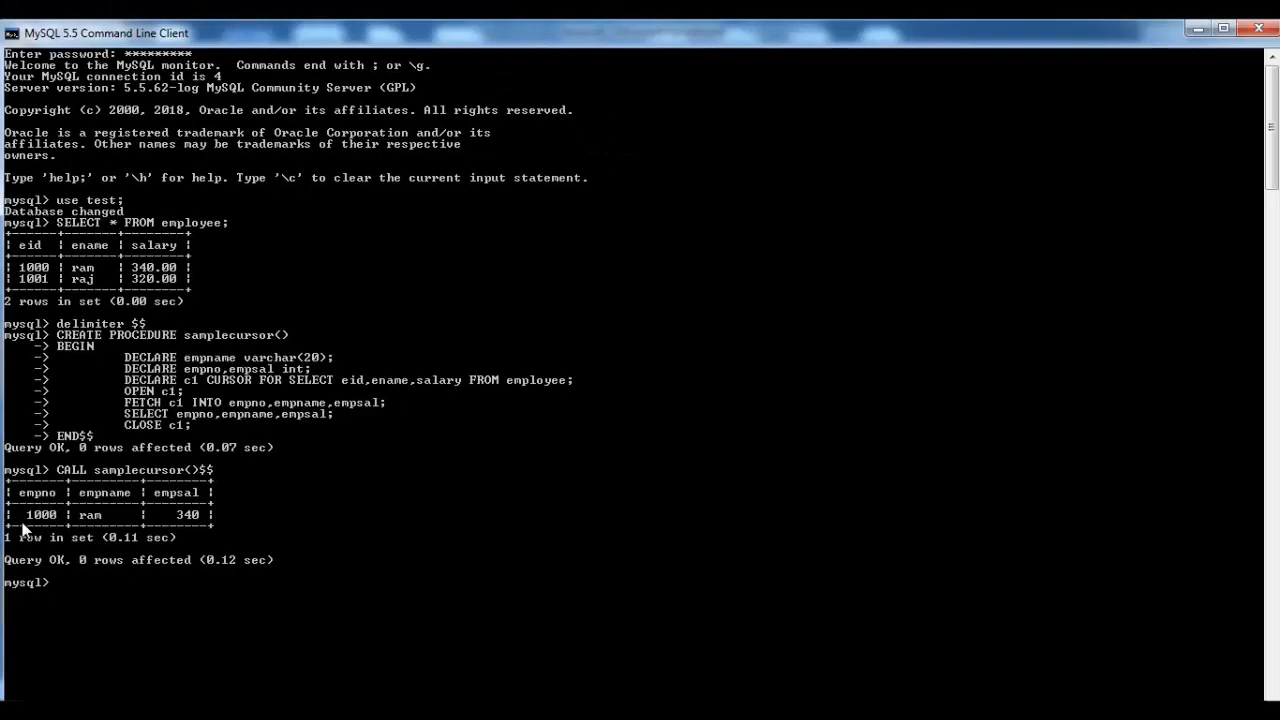 MySQL 5.5 Command Line Client
Enter password: *********
Welcome to the MySQL monitor.  Commands end with ; or \g.
Your MySQL connection id is 4
Server version: 5.5.62-log MySQL Community Server (GPL)
Copyright (c) 2000, 2018, Oracle and/or its affiliates. All rights reserved.
Oracle is a registered trademark of Oracle Corporation and/or its
affiliates. Other names may be trademarks of their respective
owners.
Type 'help;' or '\h' for help. Type '\c' to clear the current input statement.
mysql> use test;
Database changed
mysql> SELECT * FROM employee;
+------+-------+--------+
| eid  | ename | salary |
+------+-------+--------+
| 1000 | ram   | 340.00 |
| 1001 | raj   | 320.00 |
+------+-------+--------+
2 rows in set (0.00 sec)
mysql> delimiter $$
mysql> CREATE PROCEDURE samplecursor()
    -> BEGIN
    ->          DECLARE empname varchar(20);
    ->          DECLARE empno,empsal int;
    ->          DECLARE c1 CURSOR FOR SELECT eid,ename,salary FROM employee;
    ->          OPEN c1;
    ->          FETCH c1 INTO empno,empname,empsal;
    ->          SELECT empno,empname,empsal;
    ->          CLOSE c1;
    -> END$$
Query OK, 0 rows affected (0.07 sec)
mysql> CALL samplecursor()$$
+-------+---------+--------+
| empno | empname | empsal |
+-------+---------+--------+
|  1000 | ram     |    340 |
+-------+---------+--------+
1 row in set (0.11 sec)
Query OK, 0 rows affected (0.12 sec)
mysql>